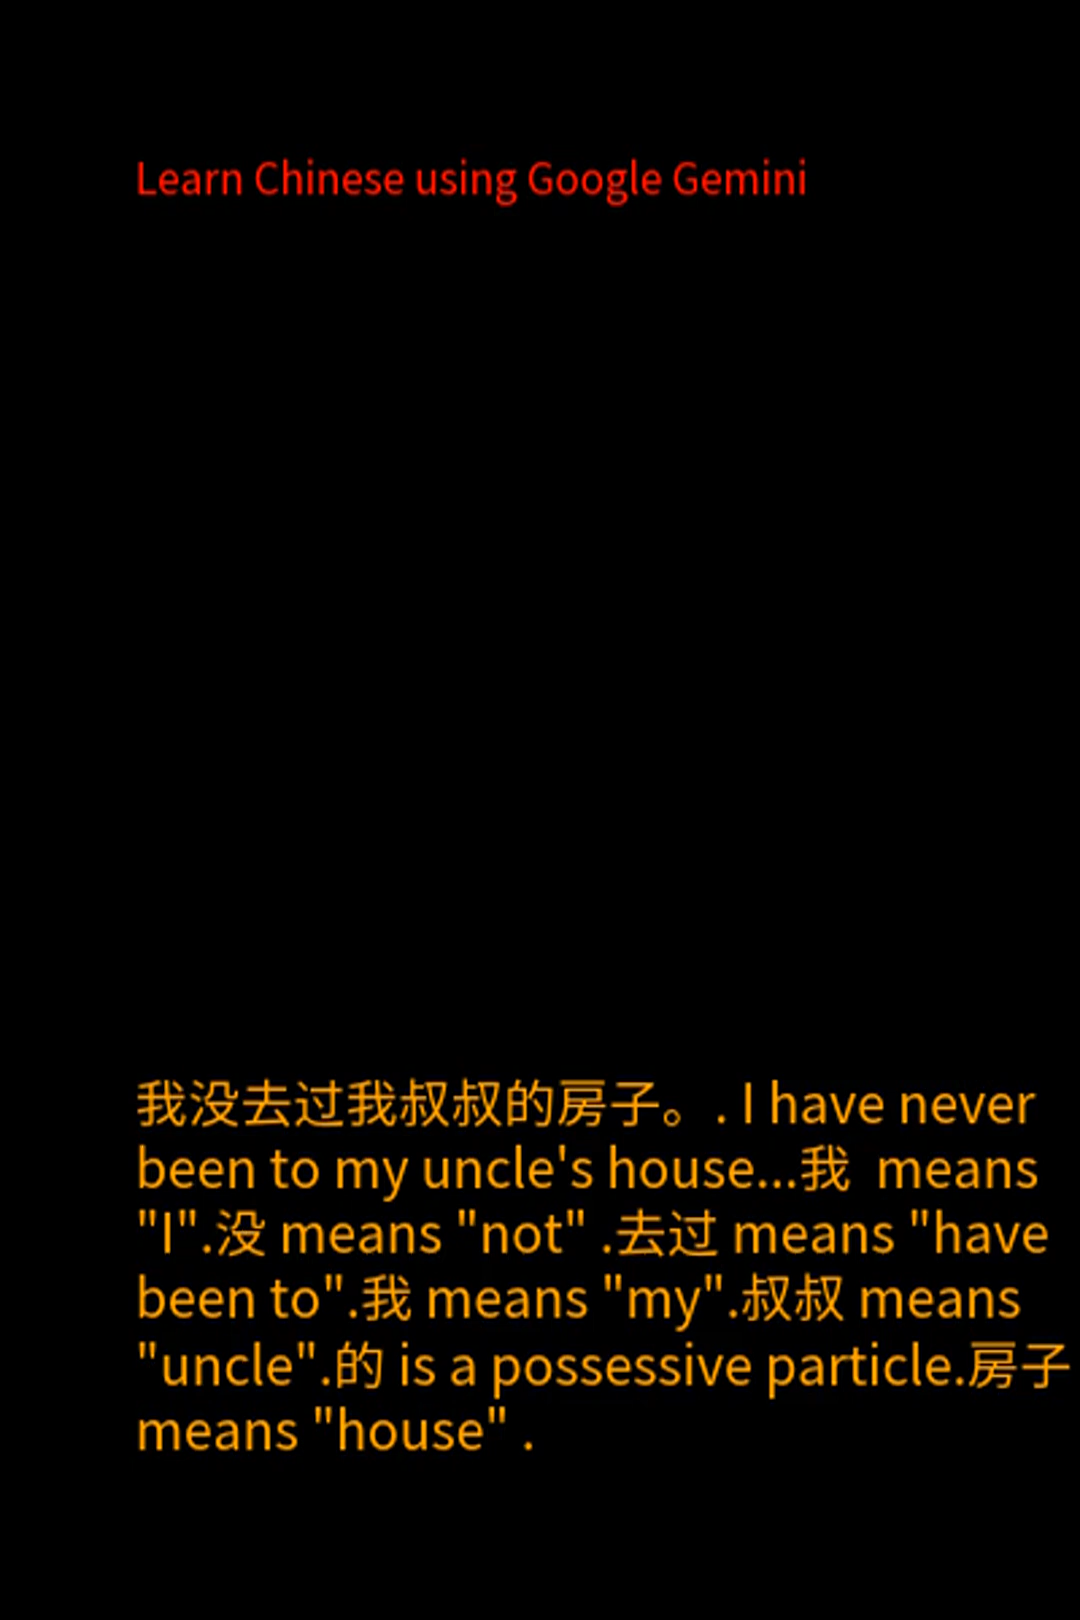 Learn Chinese using Google Gemini
我没去过我叔叔的房子。. I have never
been to my uncle's house...我  means
"I".没 means "not" .去过 means "have
been to".我 means "my".叔叔 means
"uncle".的 is a possessive particle.房子
means "house" .